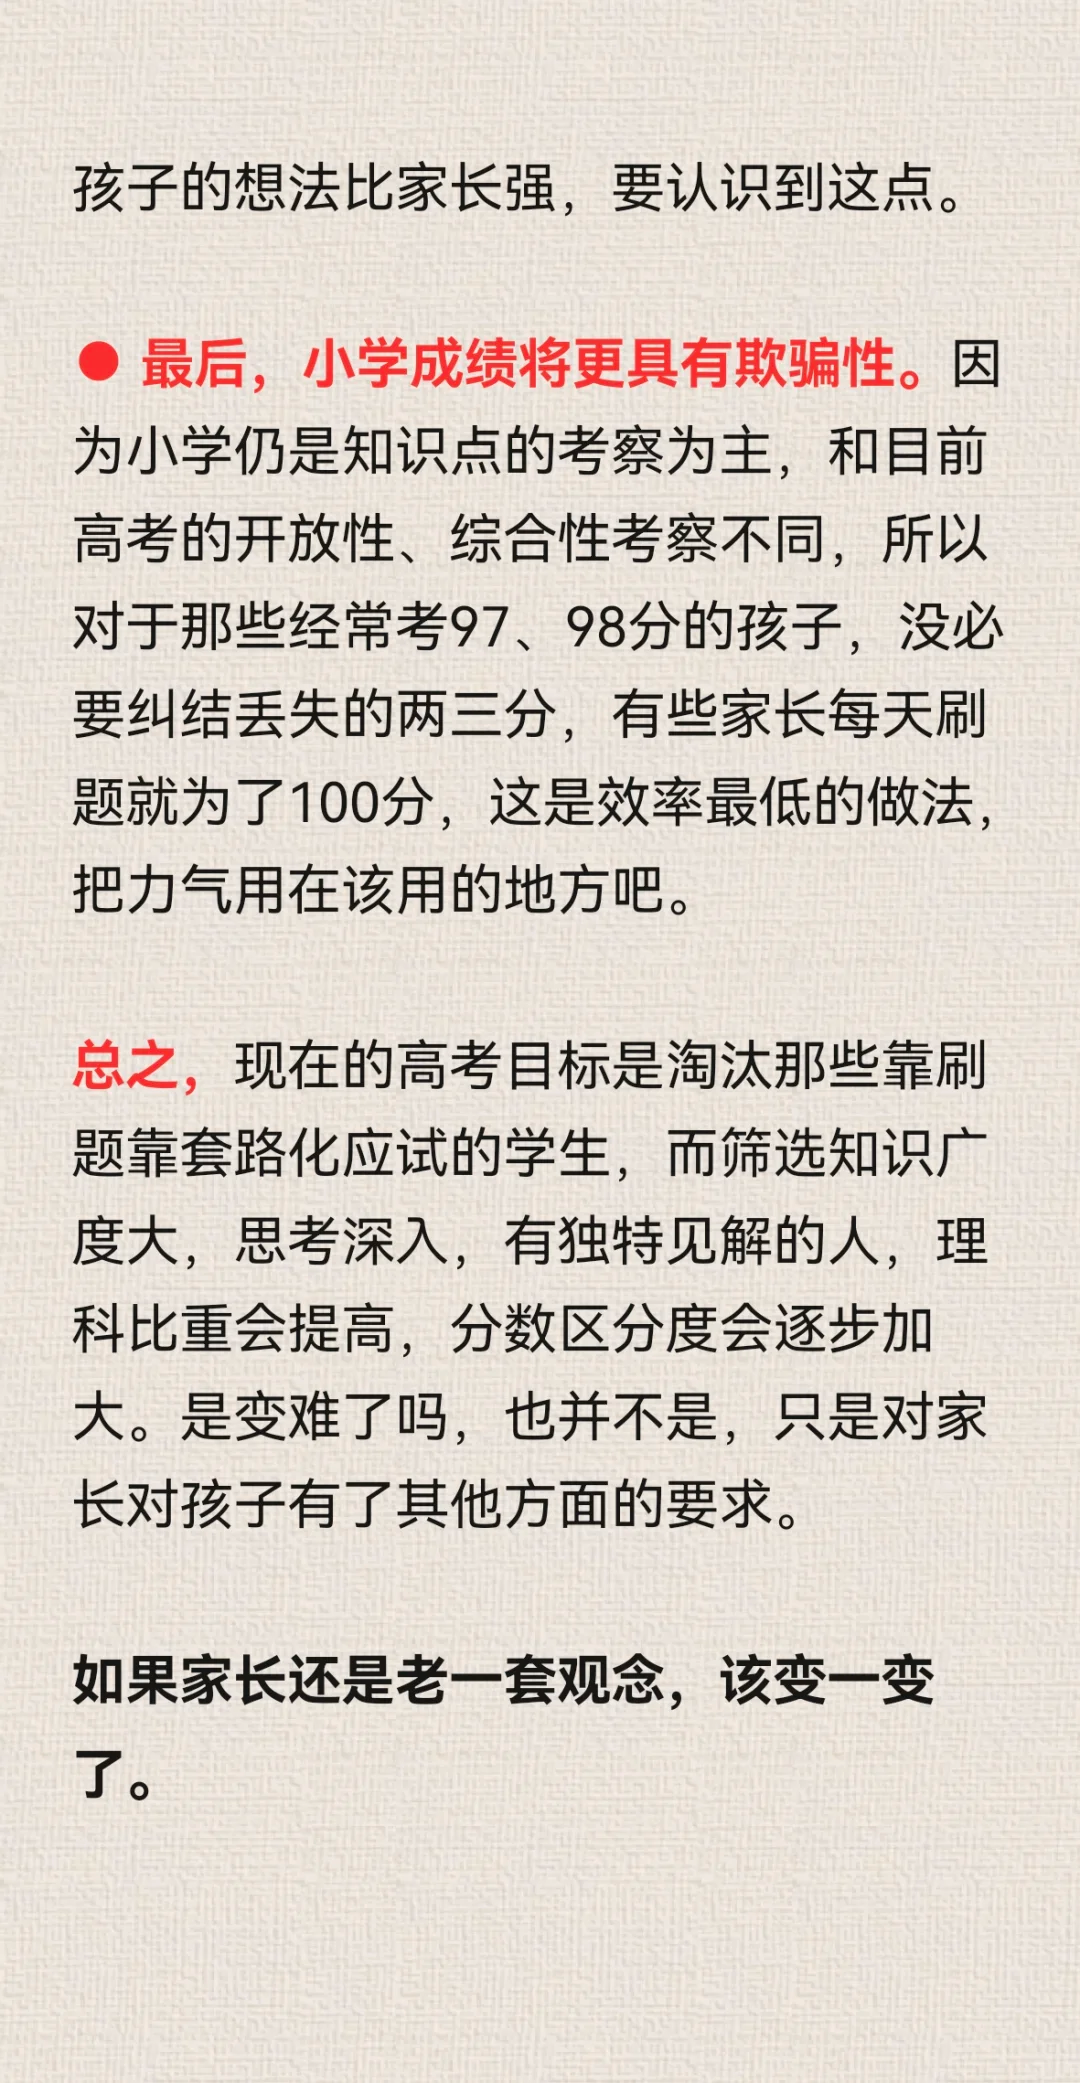 孩子的想法比家长强，要认识到这点。
● 最后，小学成绩将更具有欺骗性。因
为小学仍是知识点的考察为主，和目前
高考的开放性、综合性考察不同，所以
对于那些经常考97、98分的孩子，没必
要纠结丢失的两三分，有些家长每天刷
题就为了100分，这是效率最低的做法，
把力气用在该用的地方吧。
总之，现在的高考目标是淘汰那些靠刷
题靠套路化应试的学生，而筛选知识广
度大，思考深入，有独特见解的人，理
科比重会提高，分数区分度会逐步加
大。是变难了吗，也并不是，只是对家
长对孩子有了其他方面的要求。
如果家长还是老一套观念，该变一变
了。